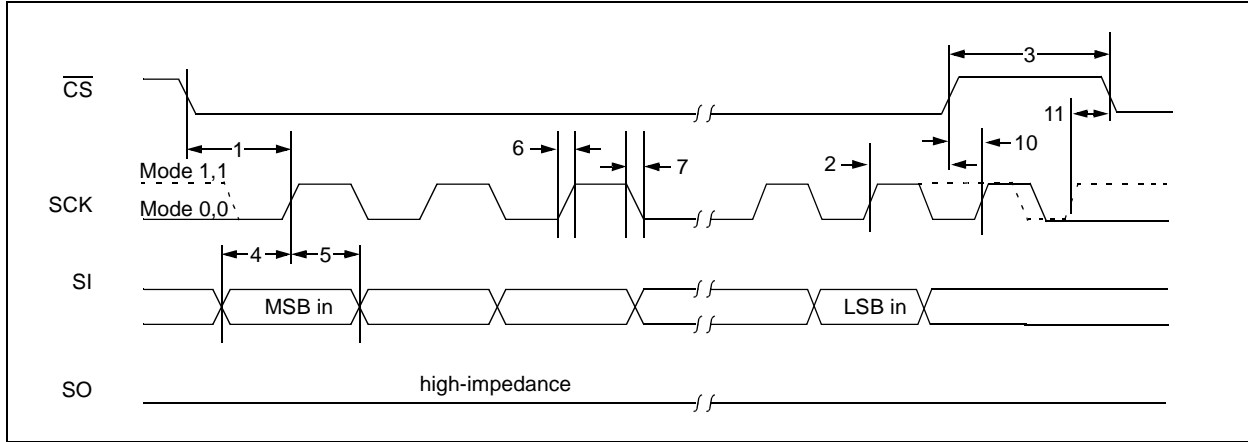 3
CS
11
1
6
10
Mode 1,1
2
7
SCK
Mode 0,0
4
5
SI
MSB in
LSB in
high-impedance
SO